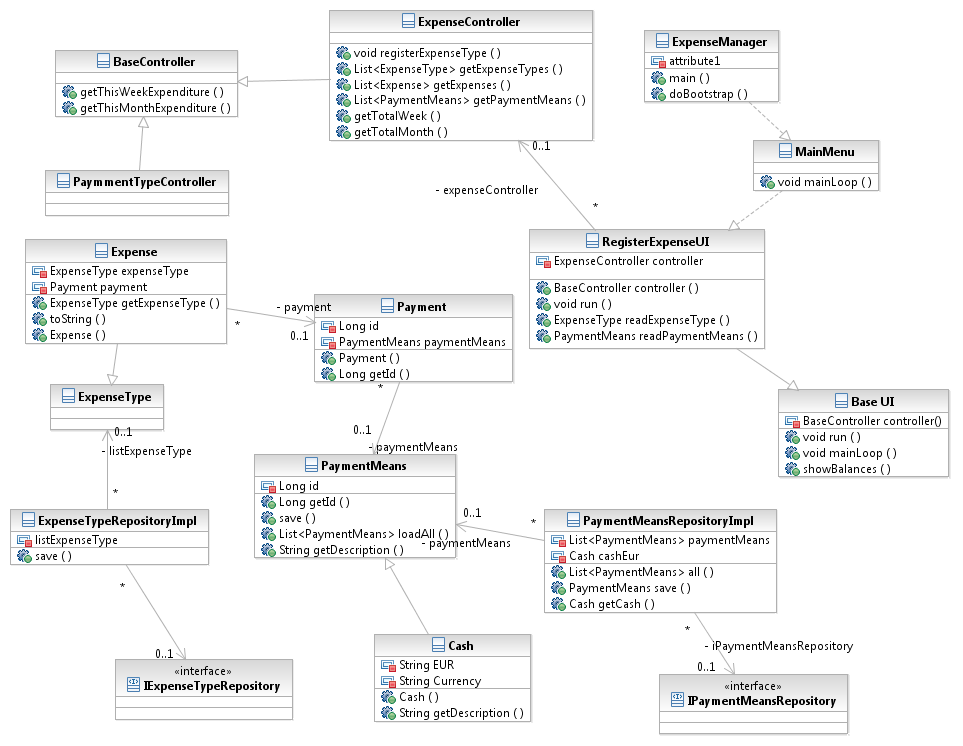 ExpenseController
void registerExpenseType ( )
List<ExpenseType> getExpenseTypes ( )
List<Expense> getExpenses ( )
List<PaymentMeans> getPaymentMeans ( )
getTotalWeek ( )
getTotalMonth ( )
ExpenseManager
attribute1
main ( )
doBootstrap ( )
BaseController
getThisWeekExpenditure ( )
getThisMonthExpenditure ( )
MainMenu
void mainLoop ( )
PaymmentTypeController
0..1
- expenseController
*
RegisterExpenseUI
ExpenseController controller
BaseController controller ( )
void run ( )
ExpenseType readExpenseType ( )
PaymentMeans readPaymentMeans ( )
Expense
ExpenseType expenseType
Payment payment
ExpenseType getExpenseType ( )
toString ( )
Expense ( )
- payment
*
0..1
Payment
Long id
PaymentMeans paymentMeans
Payment ( )
Long getId ( )
ExpenseType
0..1
- listExpenseType
*
*
0..1
- paymentMeans
Base UI
BaseController controller()
void run ( )
void mainLoop ( )
showBalances ( )
PaymentMeans
Long id
Long getId ( )
save ( )
List<PaymentMeans> loadAll ( )
String getDescription ( )
0..1
*
- paymentMeans
ExpenseTypeRepositoryImpl
listExpenseType
save ( )
PaymentMeansRepositoryImpl
List<PaymentMeans> paymentMeans
Cash cashEur
List<PaymentMeans> all ( )
PaymentMeans save ( )
Cash getCash ( )
*
0..1
*
- iPaymentMeansRepository
0..1
Cash
String EUR
String Currency
Cash ( )
String getDescription ( )
«interface»
IExpenseTypeRepository
«interface»
IPaymentMeansRepository